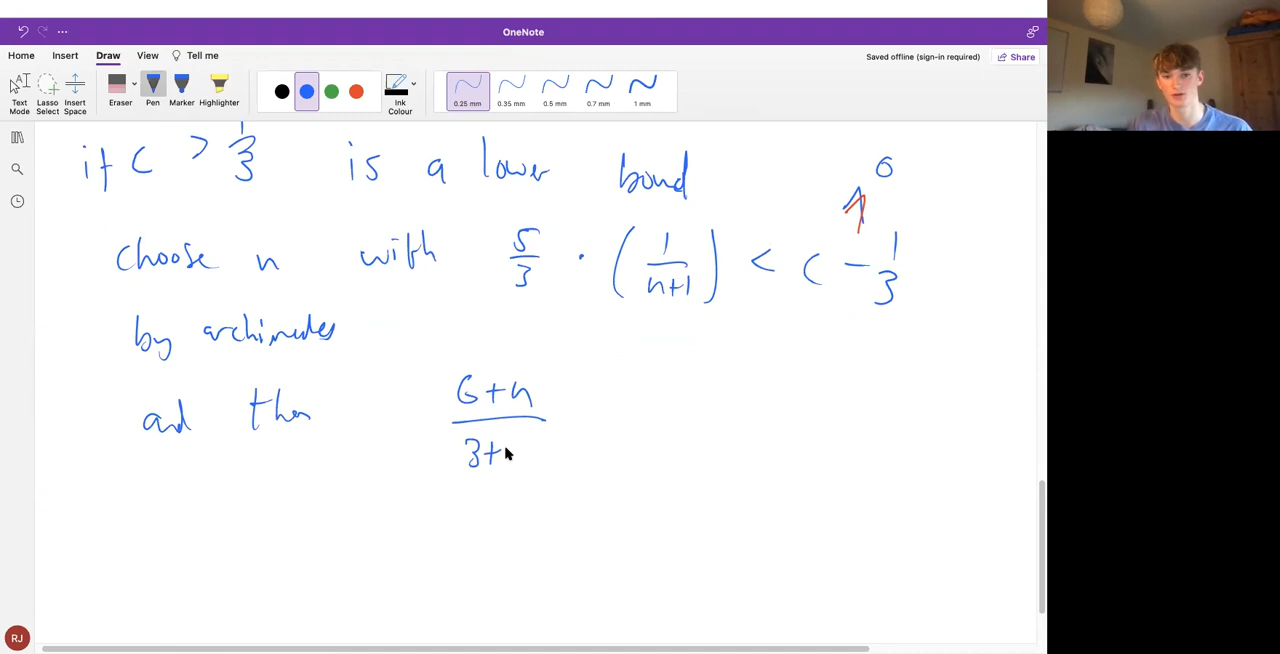 OneNote
Home Insert Draw View Tell me
Saved offline (sign-in required) Share
Text Mode Lasso Select Insert Space Eraser Pen Marker Highlighter Ink Colour 0.25 mm 0.35 mm 0.5 mm 0.7 mm 1 mm
if C > 1/3 is a lower bond
0
choose n with 5/3 · (1/(n+1)) < C - 1/3
by archimedes
and then 6+n
3+
RJ